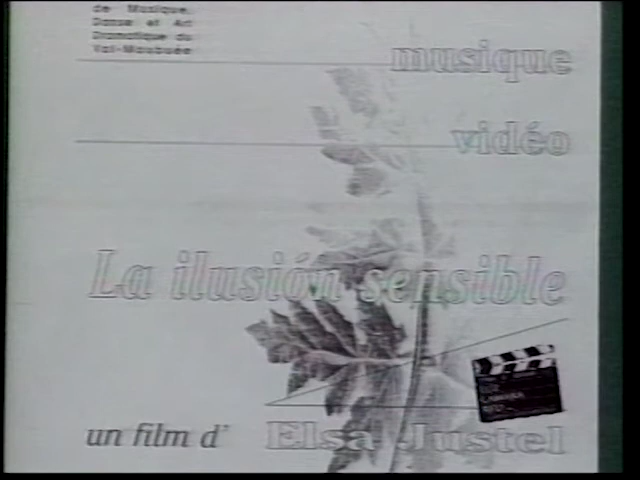 de Musique,
Danse et Art
Dramatique du
Val-Maubuée
musique
vidéo
La ilusión sensible
un film d' Elsa Justel